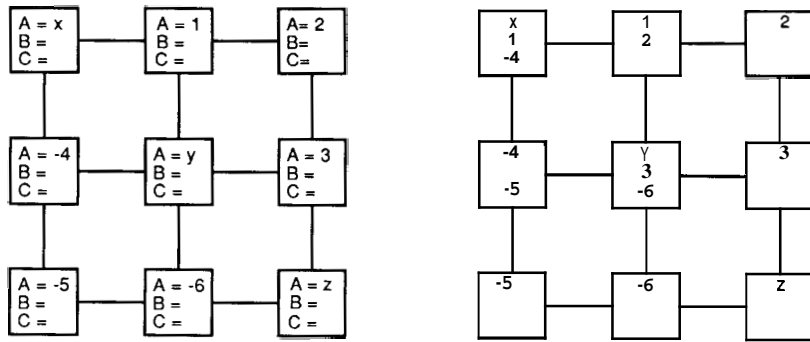 A = x
B =
C =
A = 1
B =
C =
A= 2
B=
C=
A = -4
B =
C =
A = y
B =
C =
A = 3
B =
C =
A = -5
B =
C =
A = -6
B =
C =
A = z
B =
C =
x
1
-4
1
2
2
-4
-5
Y
3
-6
3
-5
-6
z